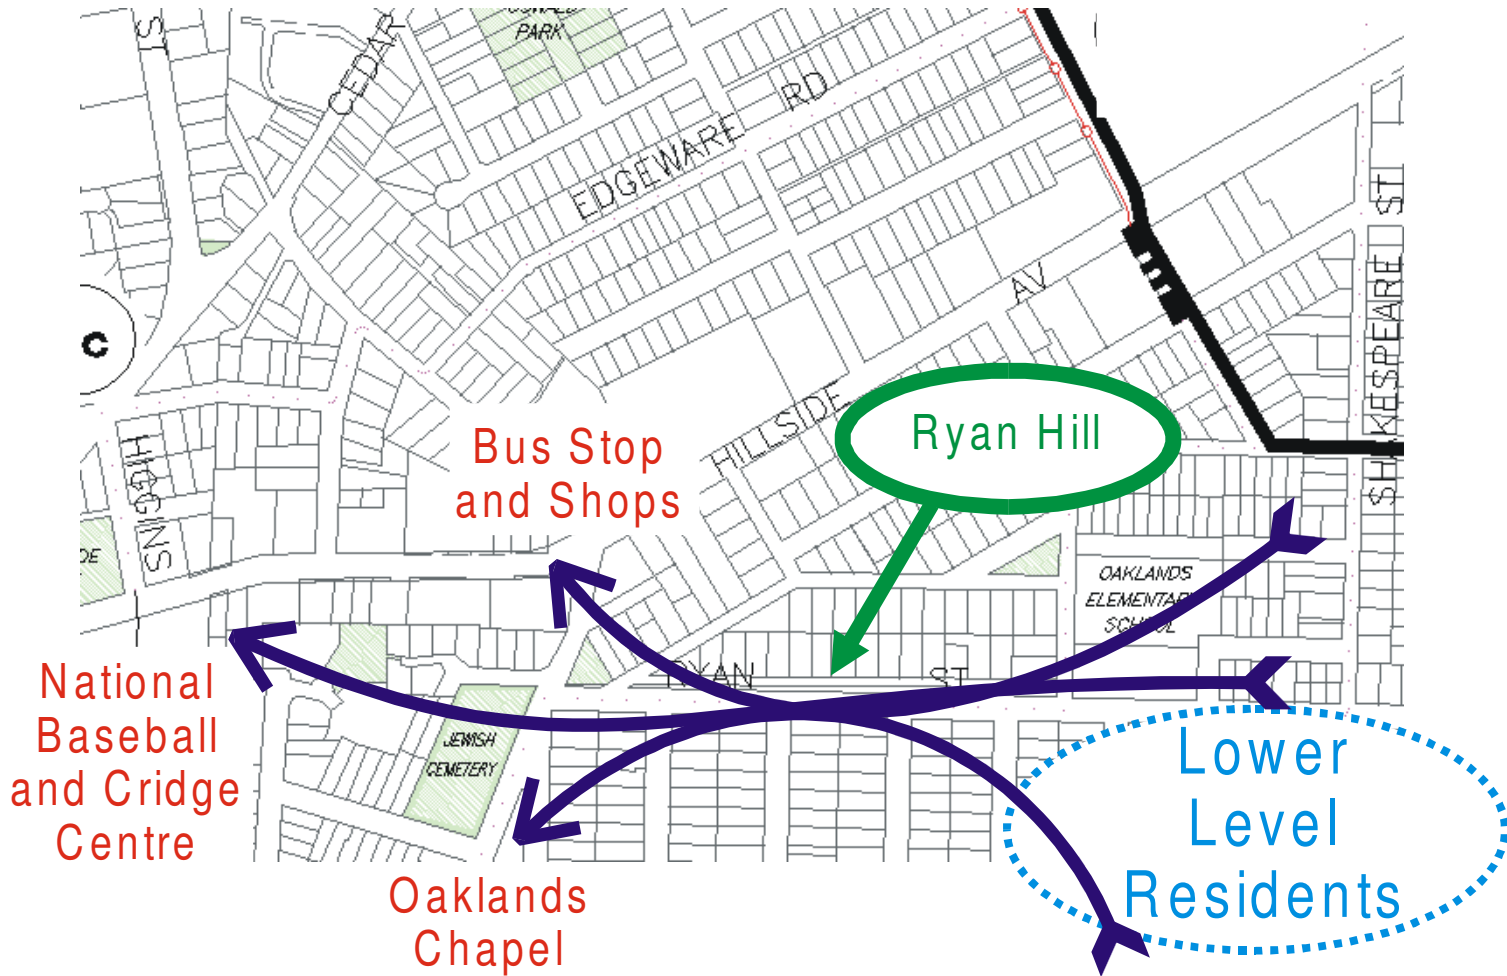 ST
CEDAR
PARK
EDGEWARE RD
SHAKESPEARE ST
C
HILLSIDE AV
HIGGINS
Bus Stop
and Shops
Ryan Hill
OAKLANDS
ELEMENTARY
SCHOOL
RYAN ST
National
Baseball
and Cridge
Centre
JEWISH
CEMETERY
Lower
Level
Residents
Oaklands
Chapel